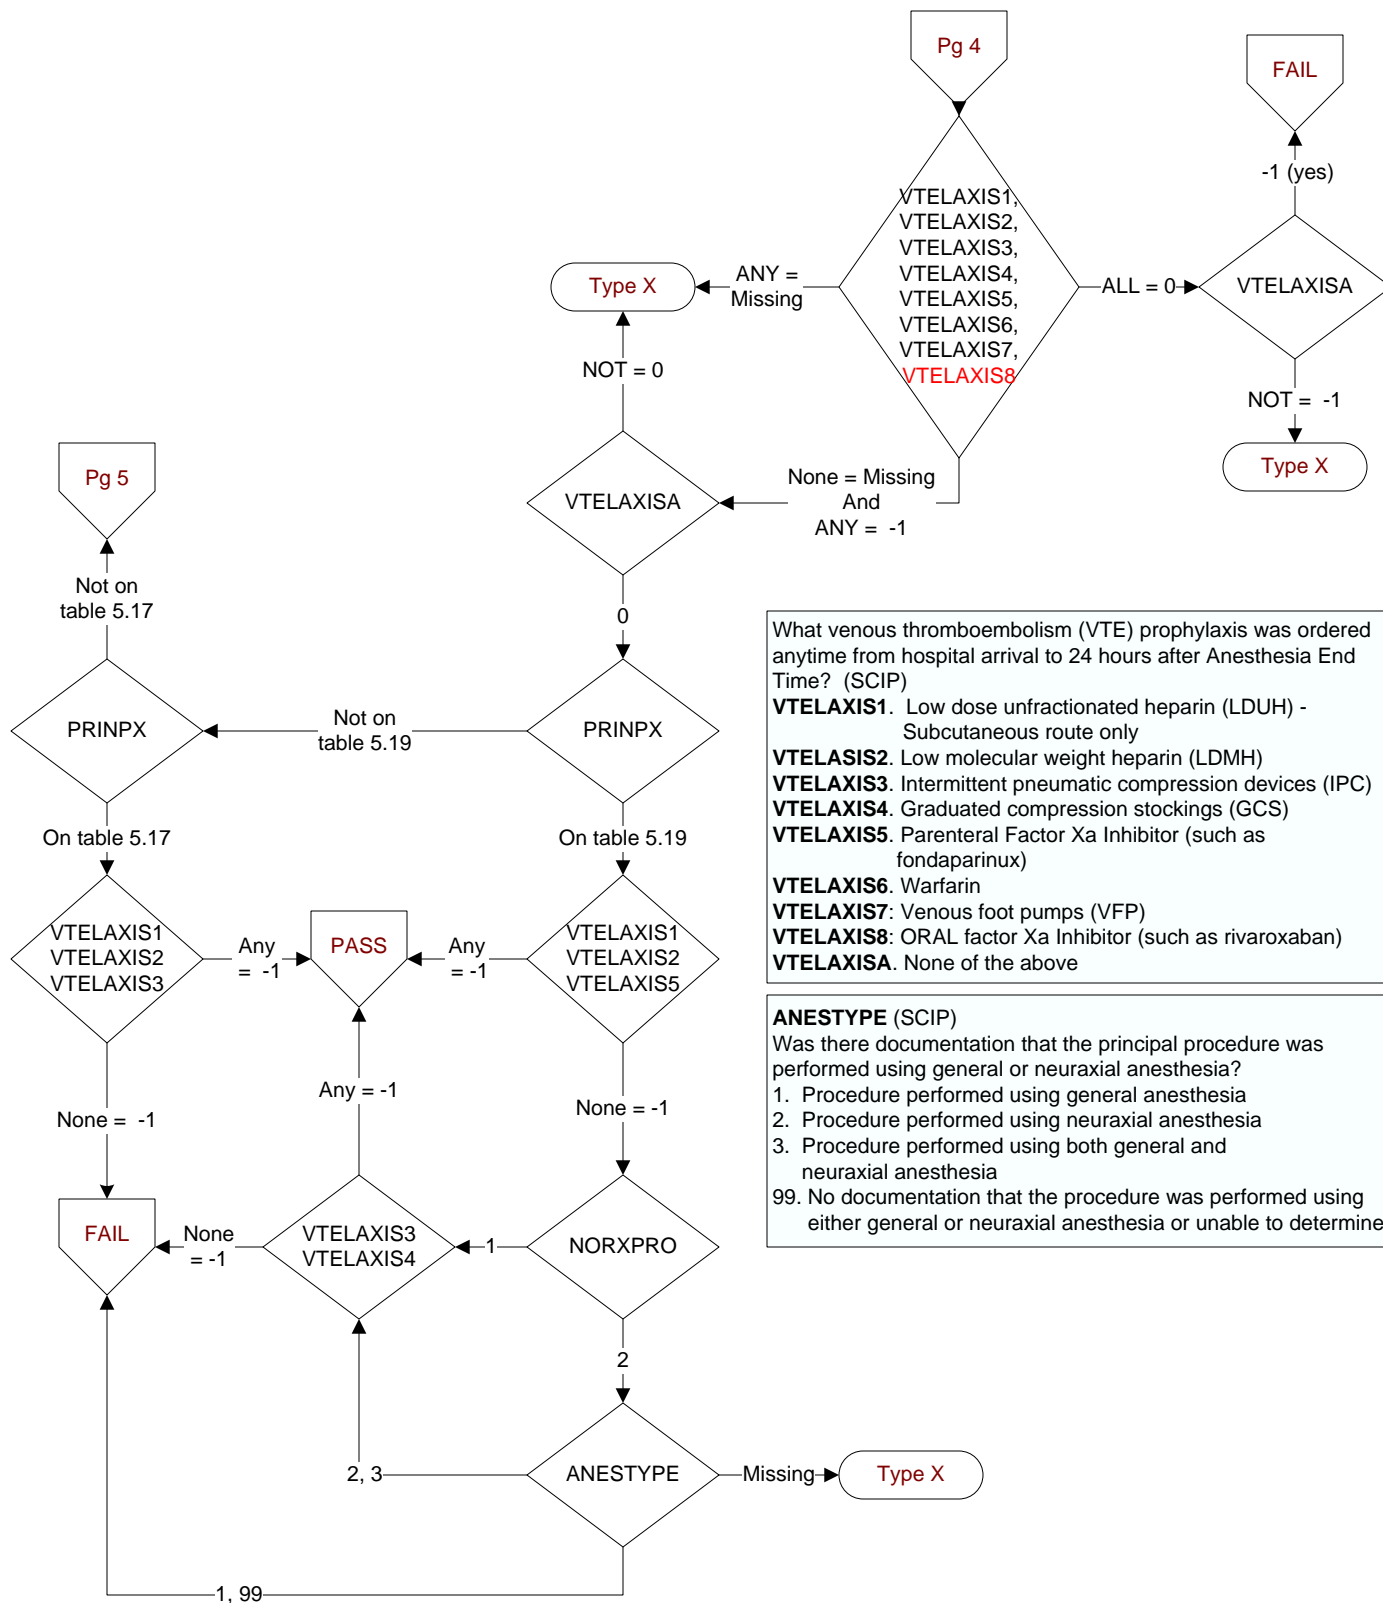 Pg 4
FAIL
-1 (yes)
VTELAXIS1,
VTELAXIS2,
VTELAXIS3,
VTELAXIS4,
VTELAXIS5,
VTELAXIS6,
VTELAXIS7,
VTELAXIS8
Type X
ANY =
Missing
ALL = 0
VTELAXISA
NOT = 0
NOT = -1
Type X
Pg 5
VTELAXISA
None = Missing
And
ANY = -1
Not on
table 5.17
0
PRINPX
Not on
table 5.19
PRINPX
On table 5.17
On table 5.19
VTELAXIS1
VTELAXIS2
VTELAXIS3
Any
= -1
PASS
Any
= -1
VTELAXIS1
VTELAXIS2
VTELAXIS5
None = -1
Any = -1
None = -1
FAIL
None
= -1
VTELAXIS3
VTELAXIS4
1
NORXPRO
2
2, 3
ANESTYPE
Missing
Type X
1, 99
What venous thromboembolism (VTE) prophylaxis was ordered
anytime from hospital arrival to 24 hours after Anesthesia End
Time? (SCIP)
VTELAXIS1. Low dose unfractionated heparin (LDUH) -
Subcutaneous route only
VTELASIS2. Low molecular weight heparin (LDMH)
VTELAXIS3. Intermittent pneumatic compression devices (IPC)
VTELAXIS4. Graduated compression stockings (GCS)
VTELAXIS5. Parenteral Factor Xa Inhibitor (such as
fondaparinux)
VTELAXIS6. Warfarin
VTELAXIS7: Venous foot pumps (VFP)
VTELAXIS8: ORAL factor Xa Inhibitor (such as rivaroxaban)
VTELAXISA. None of the above
ANESTYPE (SCIP)
Was there documentation that the principal procedure was
performed using general or neuraxial anesthesia?
1. Procedure performed using general anesthesia
2. Procedure performed using neuraxial anesthesia
3. Procedure performed using both general and
neuraxial anesthesia
99. No documentation that the procedure was performed using
either general or neuraxial anesthesia or unable to determine